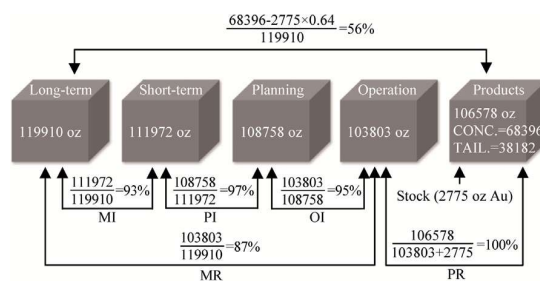 68396-2775×0.64
119910
=56%
Long-term
119910 oz
Short-term
111972 oz
Planning
108758 oz
Operation
103803 oz
Products
106578 oz
CONC.=68396
TAIL.=38182
111972
119910
=93%
MI
108758
111972
=97%
PI
103803
108758
=95%
OI
Stock (2775 oz Au)
103803
119910
=87%
MR
106578
103803+2775
=100%
PR